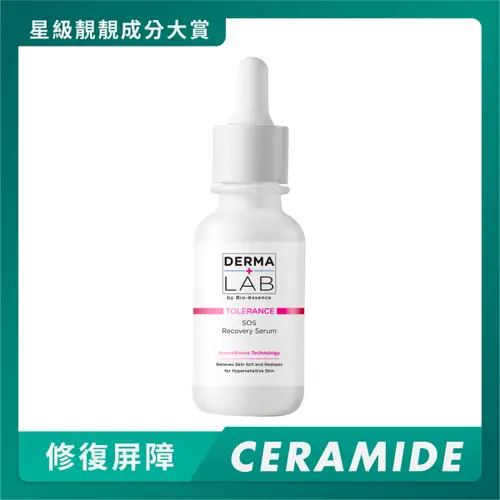 星級靚靚成分大賞
DERMA
LAB
by Bio-essence
TOLERANCE
SOS
Recovery Serum
NeuroBiome Technology
Relieves Skin Itch and Redness
for Hypersensitive Skin
修復屏障
CERAMIDE